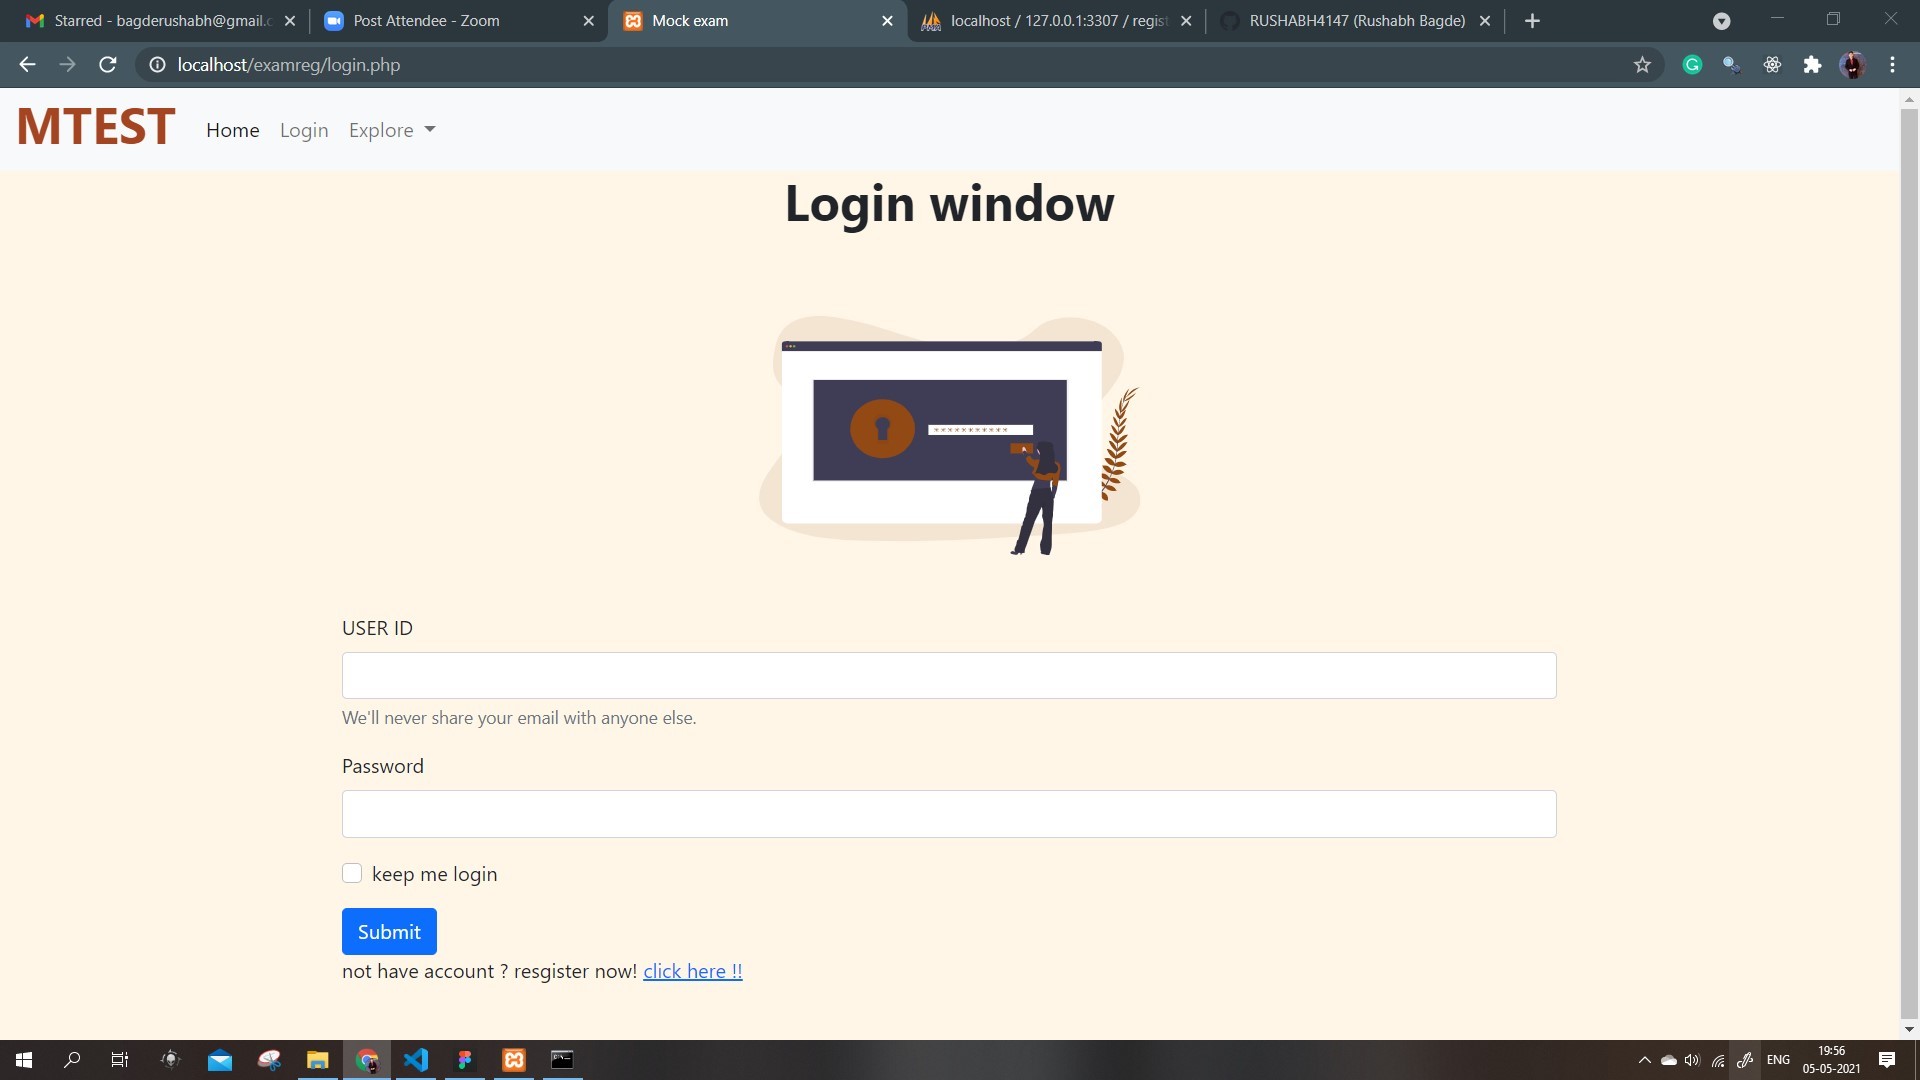 Starred - bagderushabh@gmail.c
Post Attendee - Zoom
Mock exam
localhost / 127.0.0.1:3307 / regist
RUSHABH4147 (Rushabh Bagde)
localhost/examreg/login.php
MTEST
Home
Login
Explore
Login window
**********
USER ID
We'll never share your email with anyone else.
Password
keep me login
Submit
not have account ? resgister now! click here !!
ENG
19:56
05-05-2021